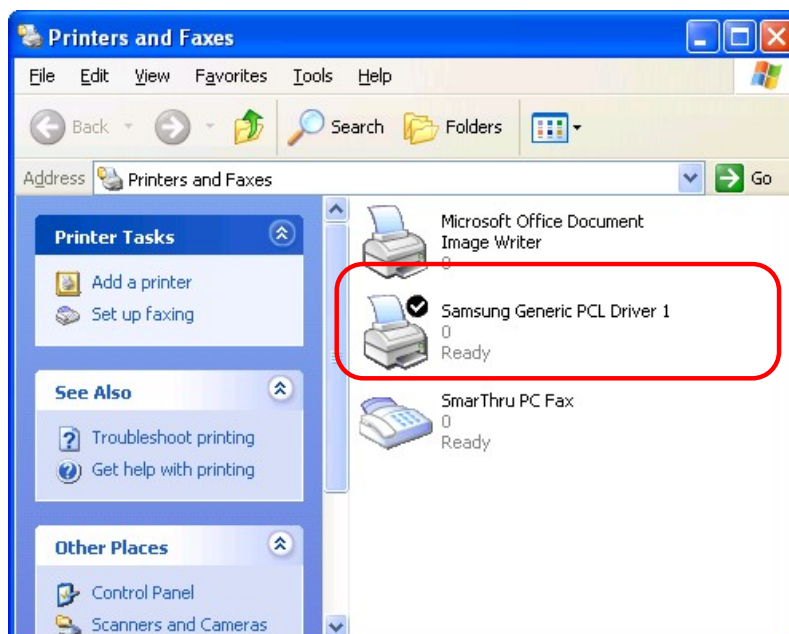 Printers and Faxes
File Edit View Favorites Tools Help
Back Search Folders
Address Printers and Faxes Go
Printer Tasks
Add a printer
Set up faxing
See Also
Troubleshoot printing
Get help with printing
Other Places
Control Panel
Scanners and Cameras
Microsoft Office Document
Image Writer
0
Samsung Generic PCL Driver 1
0
Ready
SmarThru PC Fax
0
Ready